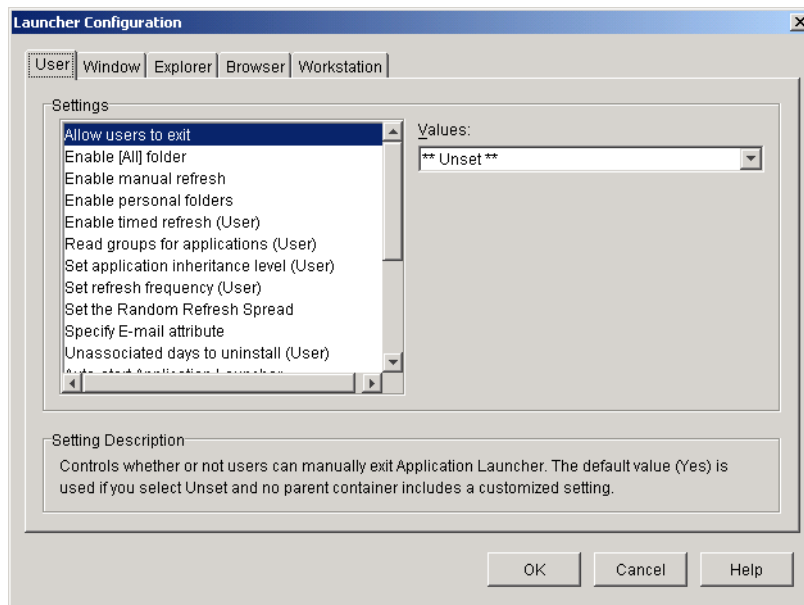 Launcher Configuration
User Window Explorer Browser Workstation
Settings
Allow users to exit
Enable [All] folder
Enable manual refresh
Enable personal folders
Enable timed refresh (User)
Read groups for applications (User)
Set application inheritance level (User)
Set refresh frequency (User)
Set the Random Refresh Spread
Specify E-mail attribute
Unassociated days to uninstall (User)
Auto-start Application Launcher
Values:
** Unset **
Setting Description
Controls whether or not users can manually exit Application Launcher. The default value (Yes) is
used if you select Unset and no parent container includes a customized setting.
OK Cancel Help